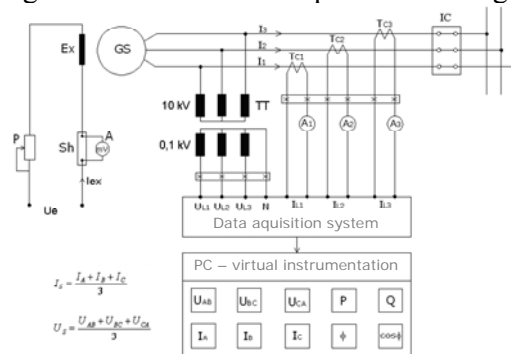 I3
TC3
TC2
I2
TC1
I1
IC
Ex
GS
10 kV
TT
P
A
Sh
mV
0,1 kV
A1
A2
A3
Iex
Ue
UL1
UL2
UL3
N
IL1
IL2
IL3
Data aquisition system
PC – virtual instrumentation
UAB
UBC
UCA
P
Q
IA
IB
IC
ϕ
cosϕ
Is = IA + IB + IC / 3
Us = UAB + UBC + UCA / 3